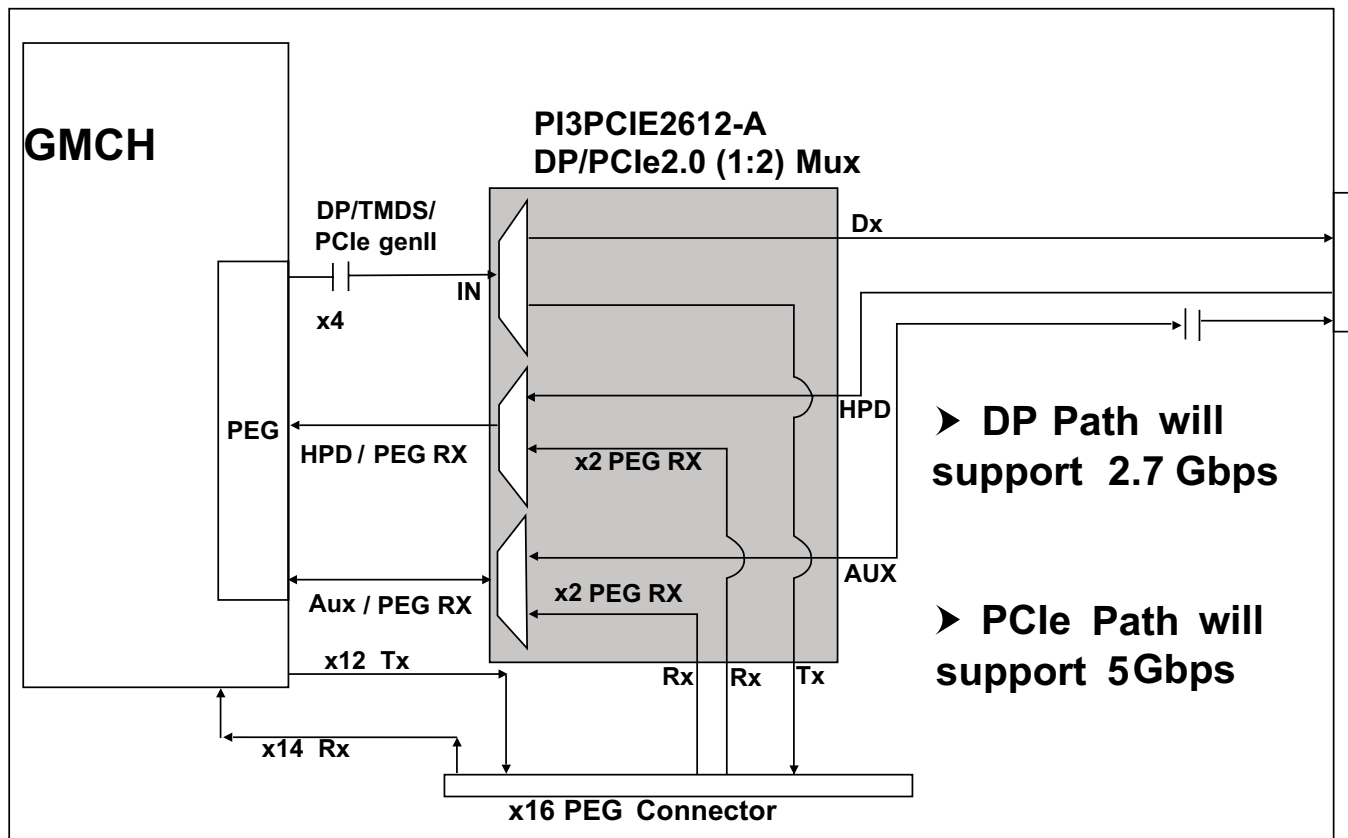 PI3PCIE2612-A
DP/PCIe2.0 (1:2) Mux
GMCH
DP/TMDS/
PCIe genII
x4
IN
Dx
PEG
HPD / PEG RX
x2 PEG RX
HPD
➤ DP Path will
support 2.7 Gbps
Aux / PEG RX
x2 PEG RX
AUX
➤ PCIe Path will
support 5Gbps
x12 Tx
Rx
Rx
Tx
x14 Rx
x16 PEG Connector